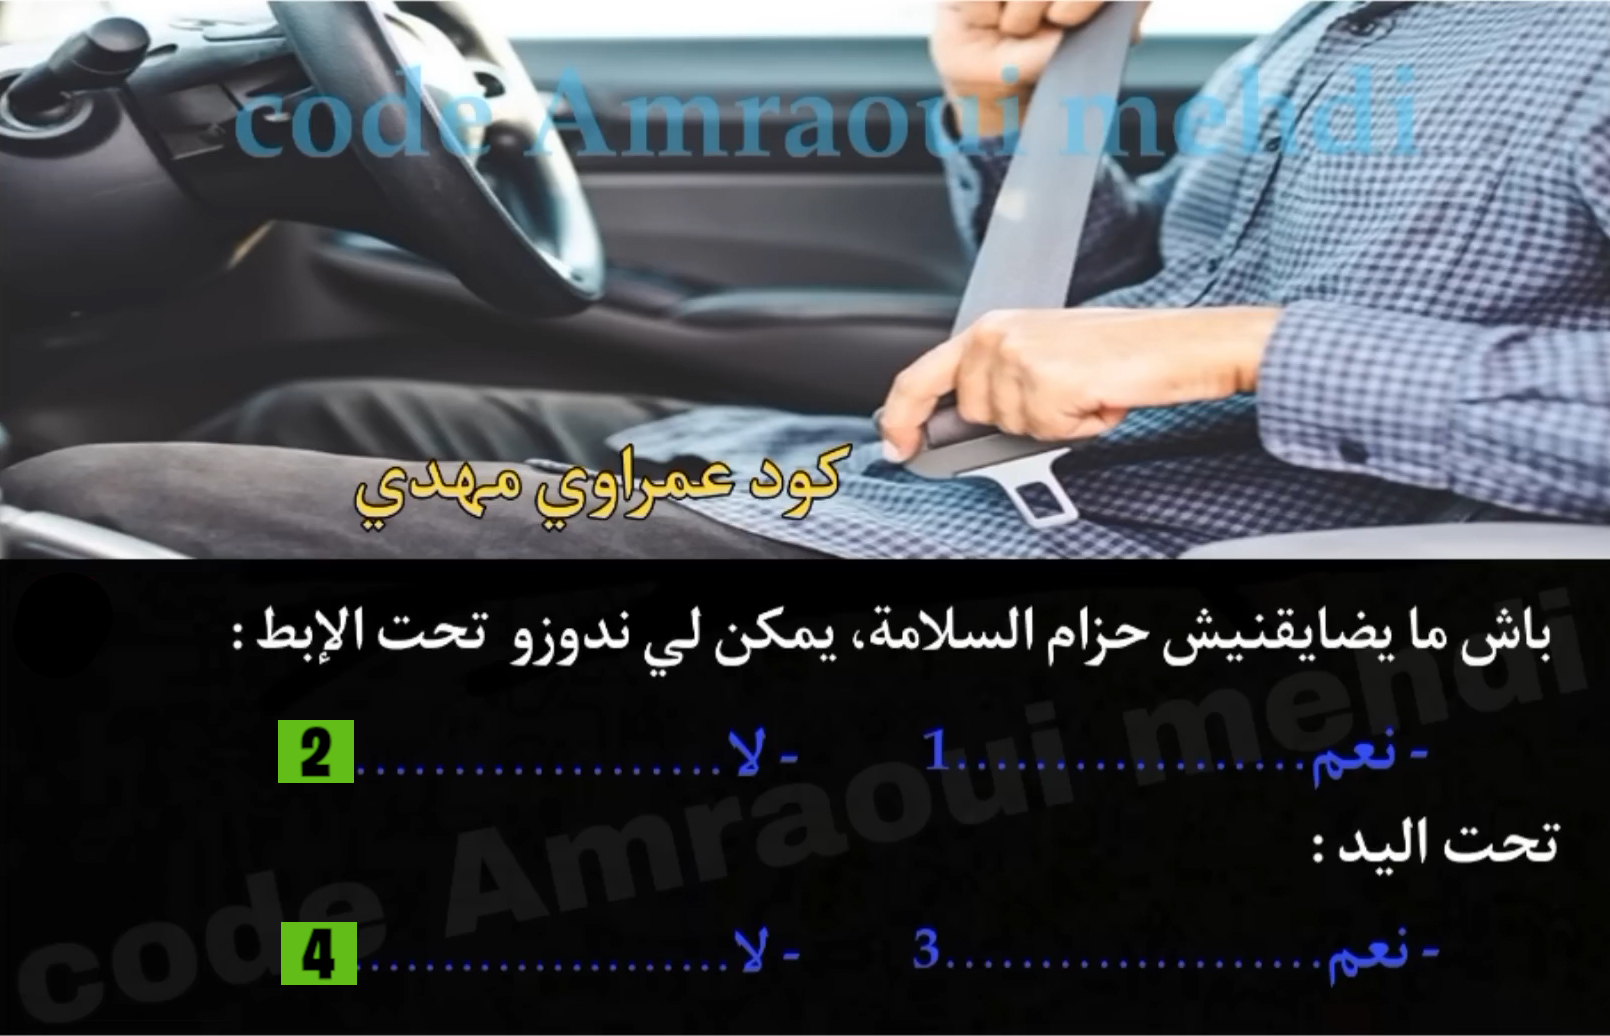 code Amraoui mehdi
كود عمراوي مهدي
باش ما يضايقنيش حزام السلامة، يمكن لي ندوزو تحت الإبط :
- نعم..................1 - لا...................2
تحت اليد :
- نعم....................3 - لا....................4
code Amraoui mehdi